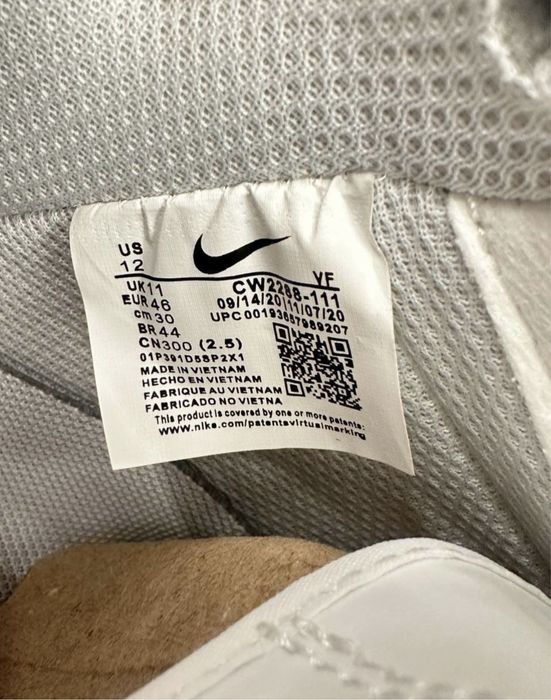 US
12
UK11
EUR46
cm30
BR44
CN300 (2.5)
01P391D58P2X1
MADE IN VIETNAM
HECHO EN VIETNAM
FABRIQUE AU VIETNAM
FABRICADO NO VIETNA
YF
CW2288-111
09/14/20|11/07/20
UPC00193657989207
This product is covered by one or more patents:
www.nike.com/patentsvirtualmarking